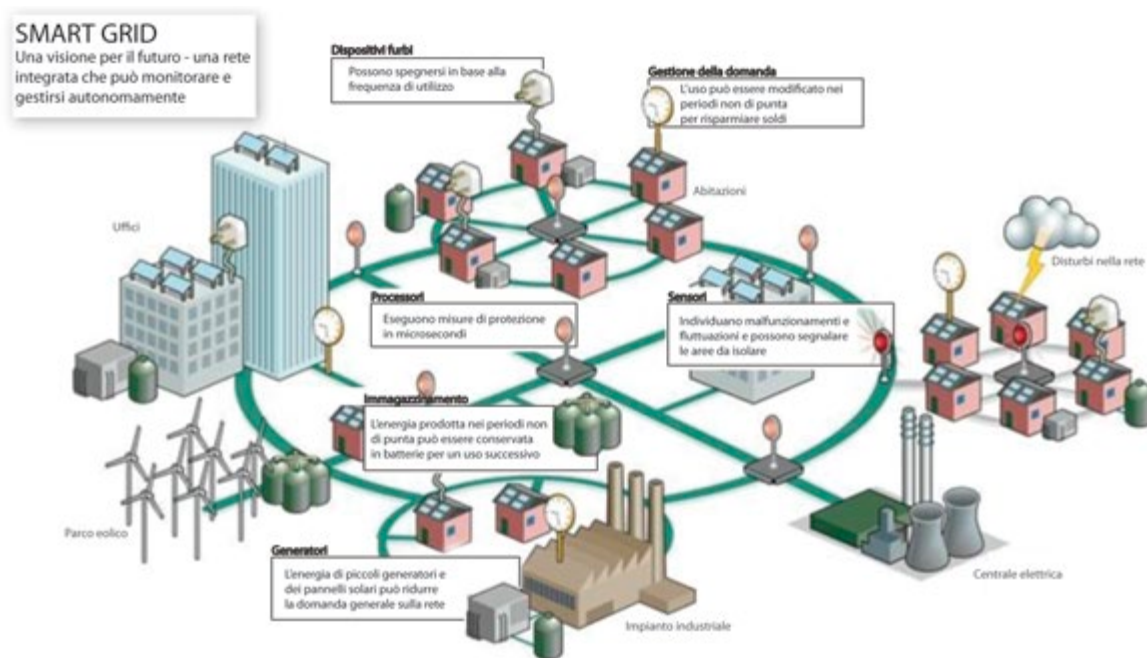 SMART GRID
Una visione per il futuro - una rete
integrata che può monitorare e
gestirsi autonomamente
Dispositivi furbi
Possono spegnersi in base alla
frequenza di utilizzo
Gestione della domanda
L'uso può essere modificato nei
periodi non di punta
per risparmiare soldi
Abitazioni
Uffici
Disturbi nella rete
Processori
Eseguono misure di protezione
in microsecondi
Sensori
Individuano malfunzionamenti e
fluttuazioni e possono segnalare
le aree da isolare
Immagazzinamento
L'energia prodotta nei periodi non
di punta può essere conservata
in batterie per un uso successivo
Parco eolico
Generatori
L'energia di piccoli generatori e
dei pannelli solari può ridurre
la domanda generale sulla rete
Centrale elettrica
Impianto industriale